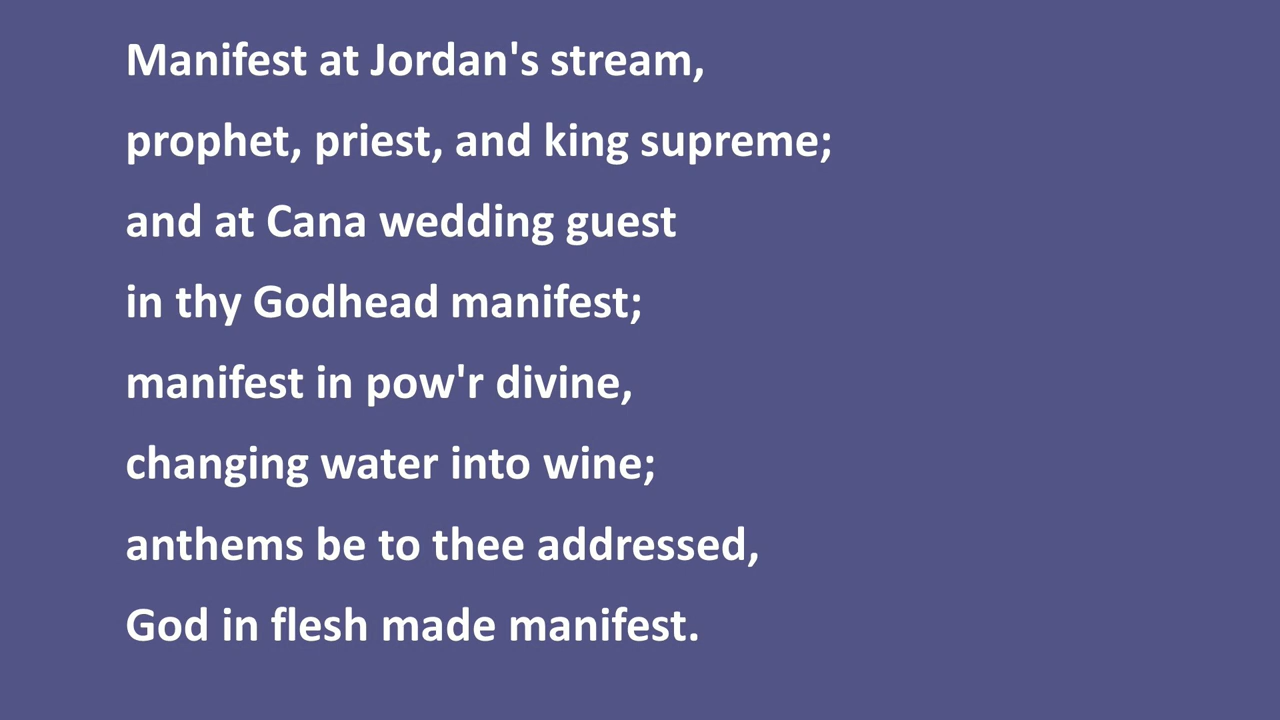 Manifest at Jordan's stream,
prophet, priest, and king supreme;
and at Cana wedding guest
in thy Godhead manifest;
manifest in pow'r divine,
changing water into wine;
anthems be to thee addressed,
God in flesh made manifest.